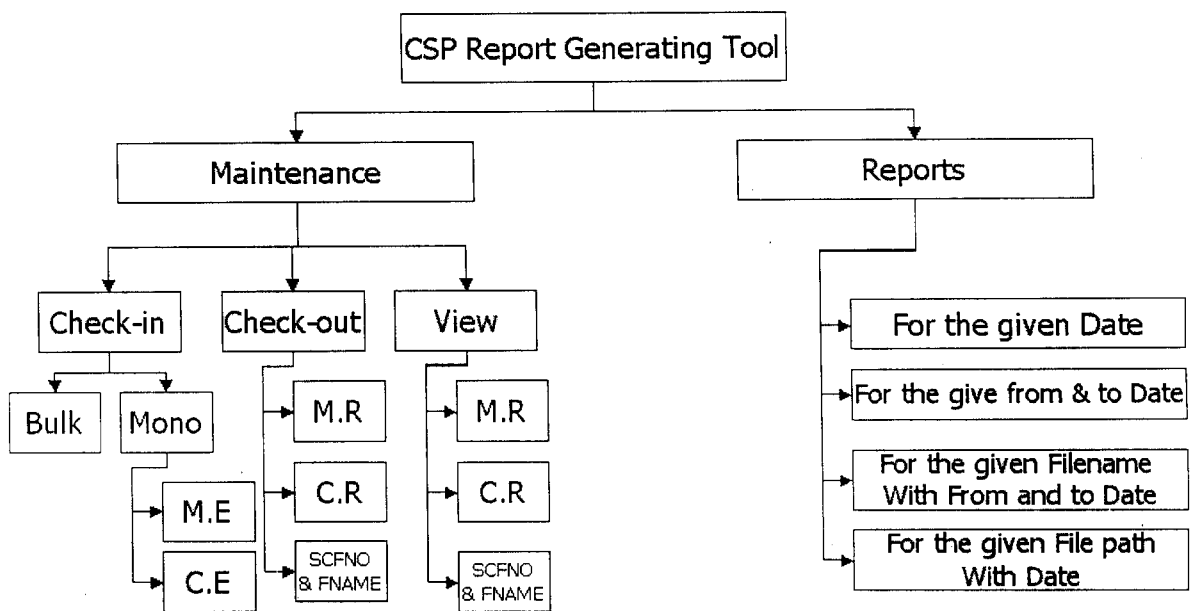 CSP Report Generating Tool
Maintenance
Reports
Check-in
Check-out
View
For the given Date
Bulk
Mono
M.R
M.R
For the give from & to Date
C.R
C.R
For the given Filename
With From and to Date
M.E
SCFNO
& FNAME
SCFNO
& FNAME
For the given File path
With Date
C.E